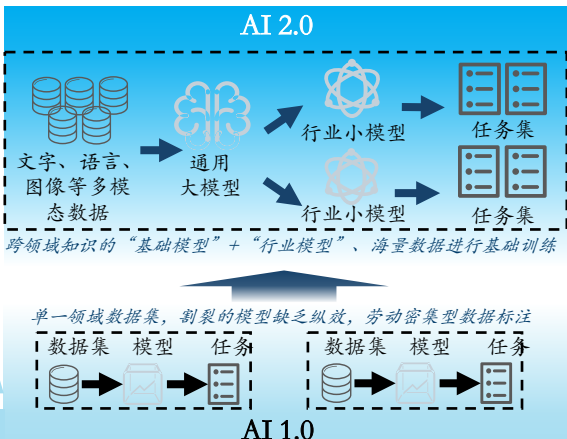 AI 2.0
文字、语言、
图像等多模
态数据
通用
大模型
行业小模型
任务集
行业小模型
任务集
跨领域知识的“基础模型”+“行业模型”、海量数据进行基础训练
单一领域数据集，割裂的模型缺乏纵效，劳动密集型数据标注
数据集 模型 任务
数据集 模型 任务
AI 1.0